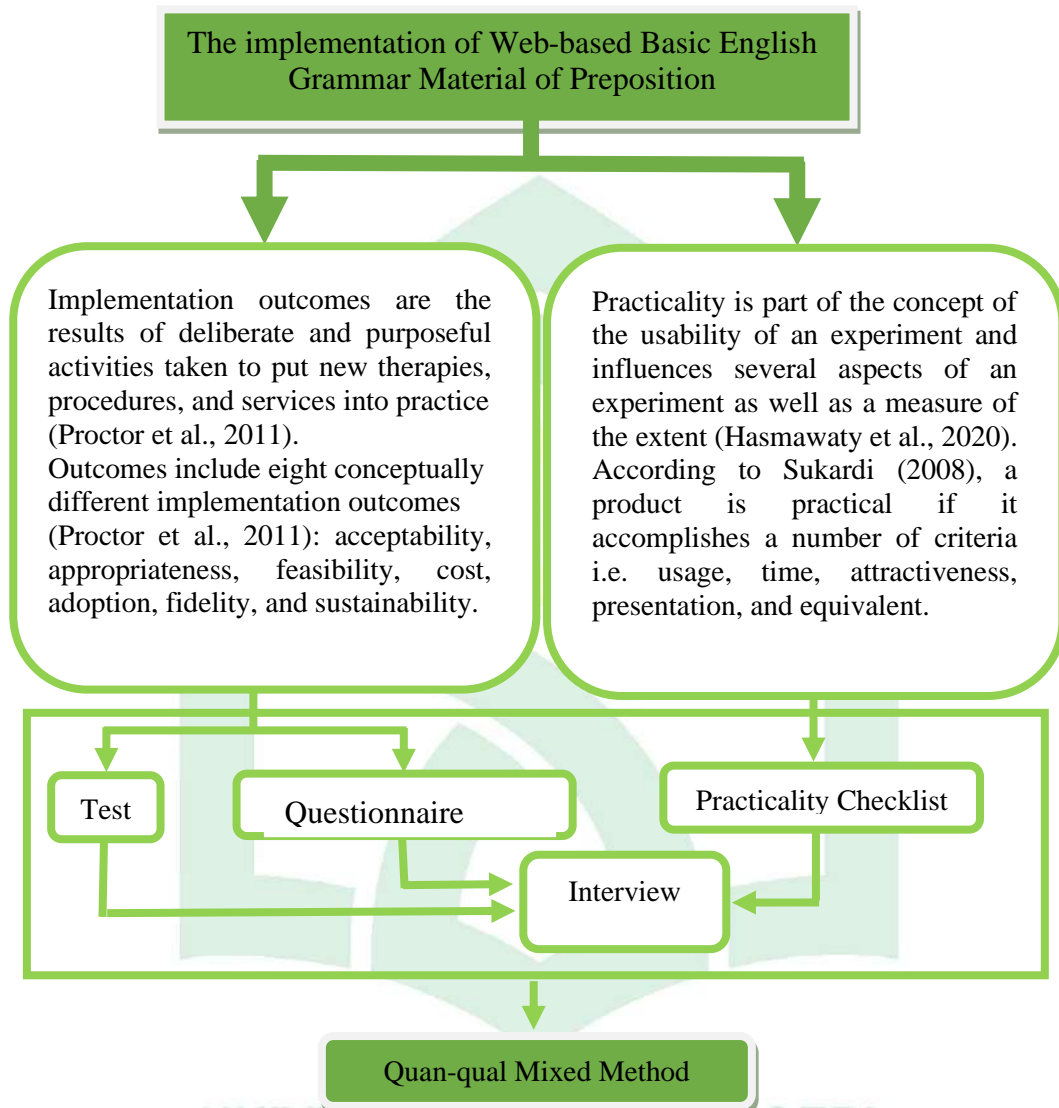 The implementation of Web-based Basic English
Grammar Material of Preposition
Implementation outcomes are the
results of deliberate and purposeful
activities taken to put new therapies,
procedures, and services into practice
(Proctor et al., 2011).
Outcomes include eight conceptually
different implementation outcomes
(Proctor et al., 2011): acceptability,
appropriateness, feasibility, cost,
adoption, fidelity, and sustainability.
Practicality is part of the concept of
the usability of an experiment and
influences several aspects of an
experiment as well as a measure of
the extent (Hasmawaty et al., 2020).
According to Sukardi (2008), a
product is practical if it
accomplishes a number of criteria
i.e. usage, time, attractiveness,
presentation, and equivalent.
Test
Questionnaire
Practicality Checklist
Interview
Quan-qual Mixed Method